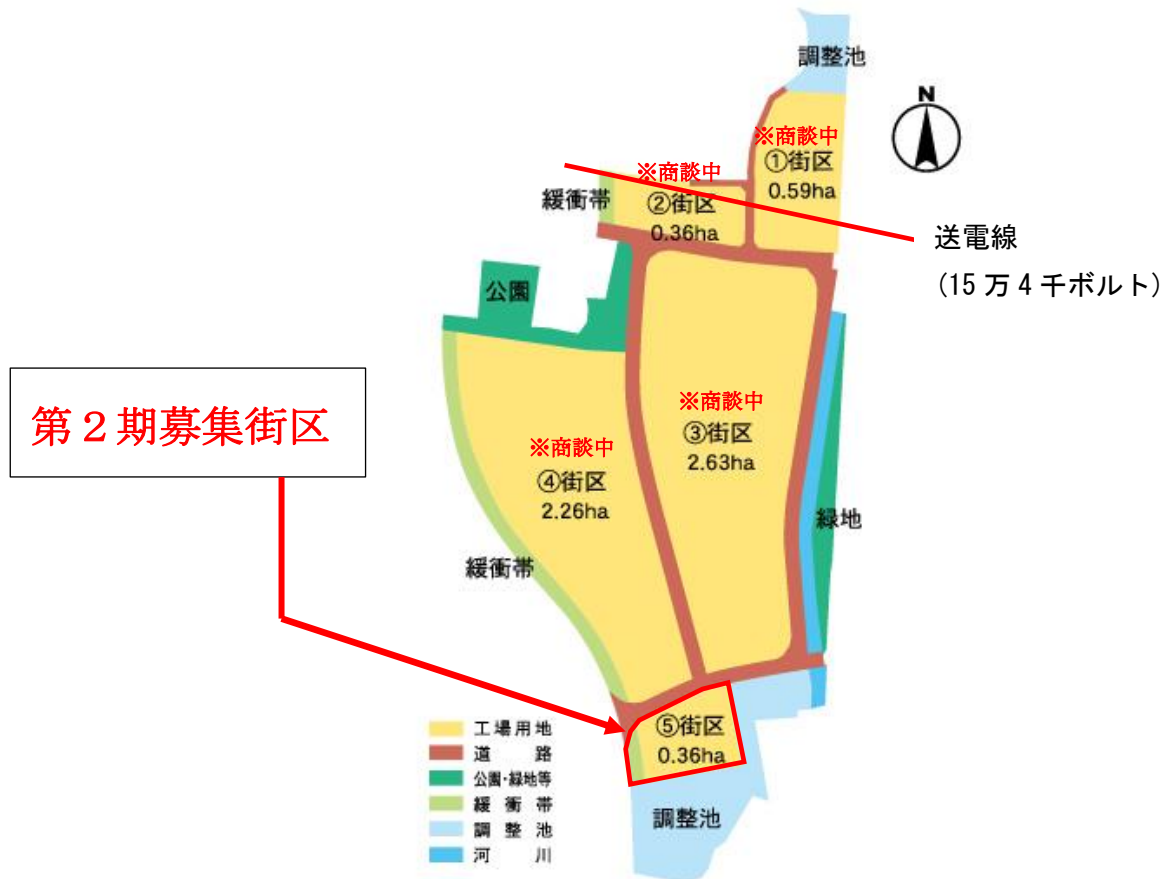 調整池
N
※商談中
①街区
0.59ha
※商談中
緩衝帯
②街区
0.36ha
送電線
(15万4千ボルト)
公園
第2期募集街区
※商談中
③街区
2.63ha
※商談中
④街区
2.26ha
緑地
緩衝帯
⑤街区
0.36ha
調整池
工場用地
道路
公園・緑地等
緩衝帯
調整池
河川